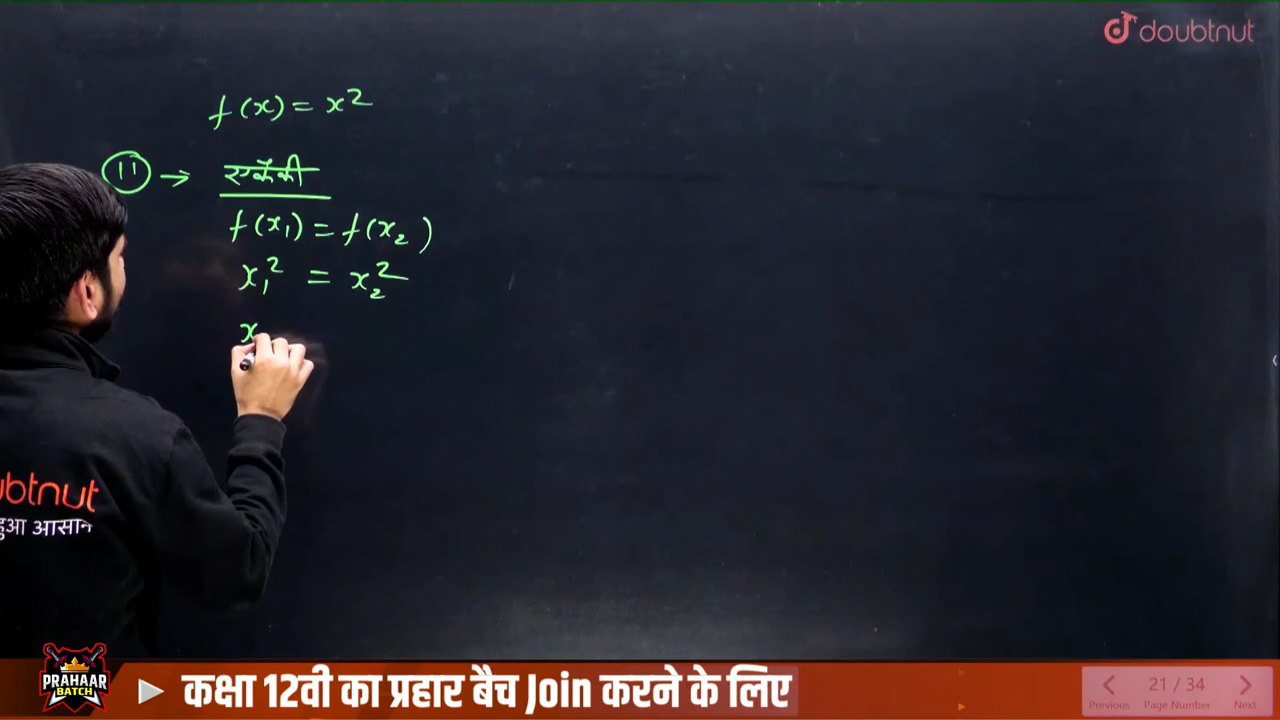 doubtnut
f(x) = x²
11 → एकैकी
f(x₁) = f(x₂)
x₁² = x₂²
x
ubtnut
हुआ आसान
PRAHAAR
BATCH
कक्षा 12वी का प्रहार बैच Join करने के लिए
21 / 34
Previous Page Number Next